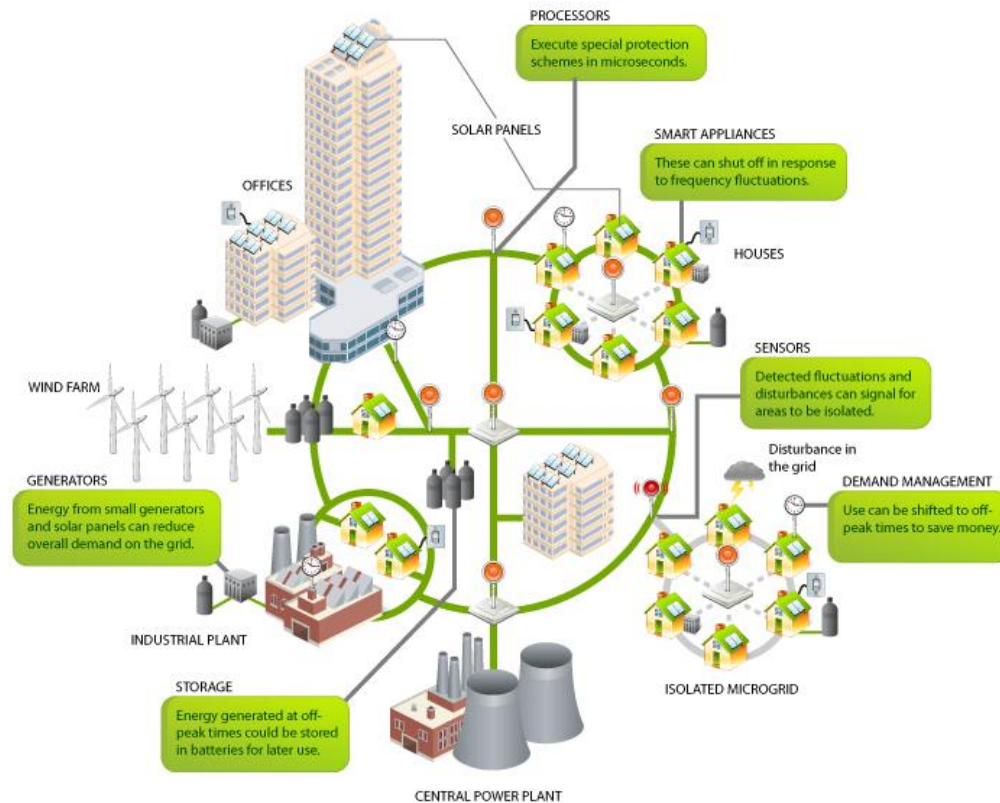 PROCESSORS
Execute special protection
schemes in microseconds.
SOLAR PANELS
SMART APPLIANCES
These can shut off in response
to frequency fluctuations.
OFFICES
HOUSES
SENSORS
Detected fluctuations and
disturbances can signal for
areas to be isolated.
WIND FARM
Disturbance in
the grid
GENERATORS
Energy from small generators
and solar panels can reduce
overall demand on the grid.
DEMAND MANAGEMENT
Use can be shifted to off-
peak times to save money.
INDUSTRIAL PLANT
STORAGE
Energy generated at off-
peak times could be stored
in batteries for later use.
ISOLATED MICROGRID
CENTRAL POWER PLANT